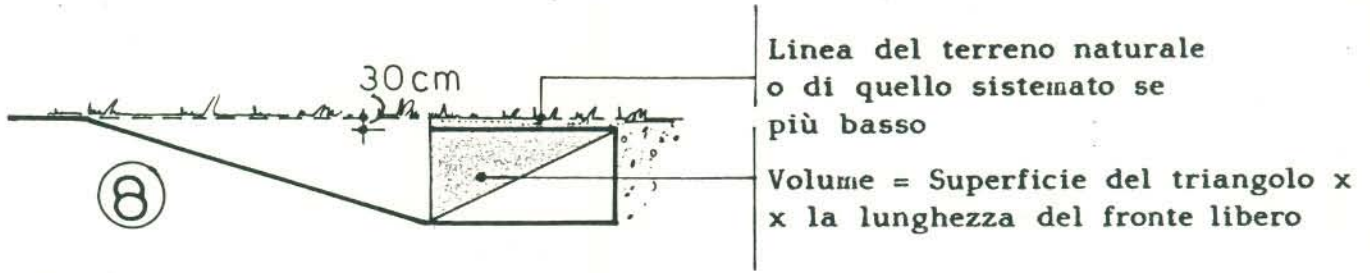 30cm
Linea del terreno naturale
o di quello sistemato se
più basso
8
Volume = Superficie del triangolo x
x la lunghezza del fronte libero